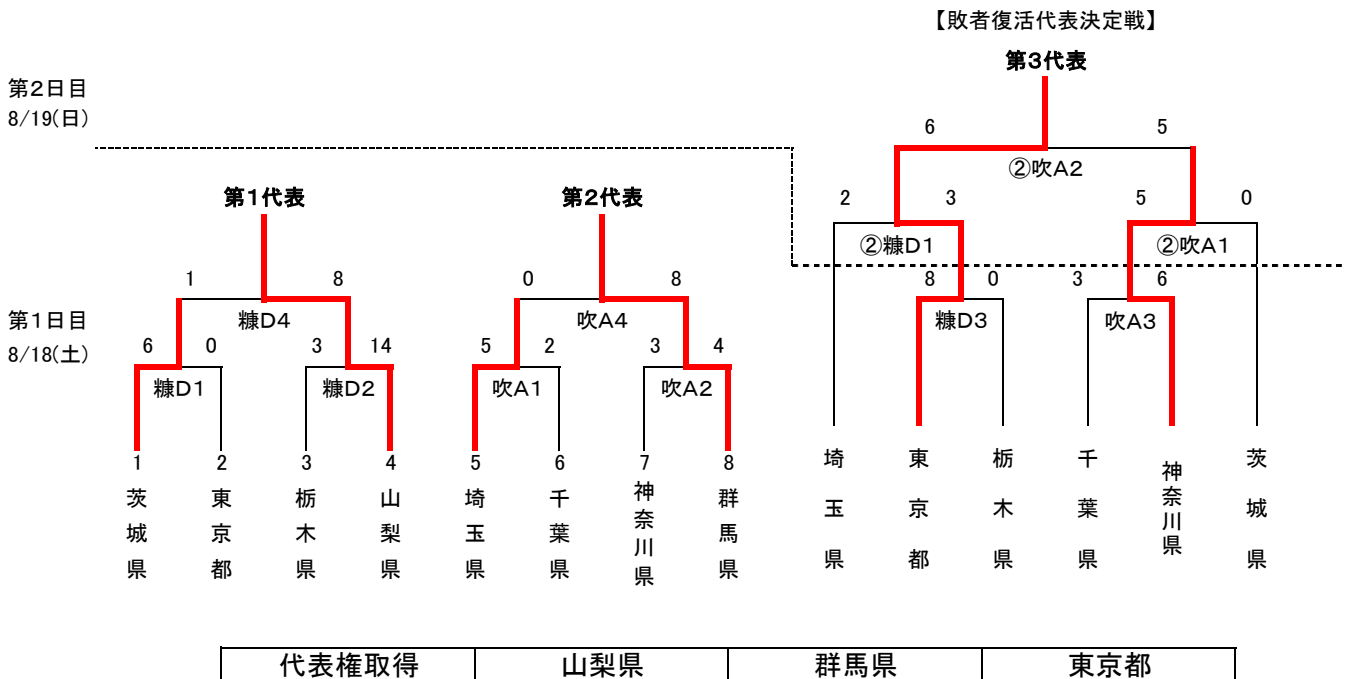 【敗者復活代表決定戦】
第3代表
第2日目
8/19(日)
6 5
②吹A2
第1代表 第2代表
2 3 5 0
②糠D1 ②吹A1
1 8 0 8 8 0 3 6
第1日目
糠D4 吹A4 糠D3 吹A3
8/18(土)
6 0 3 14 5 2 3 4
糠D1 糠D2 吹A1 吹A2
1 2 3 4 5 6 7 8
茨城県
東京都
栃木県
山梨県
埼玉県
千葉県
神奈川県
群馬県
埼玉県
東京都
栃木県
千葉県
神奈川県
茨城県
代表権取得 山梨県 群馬県 東京都